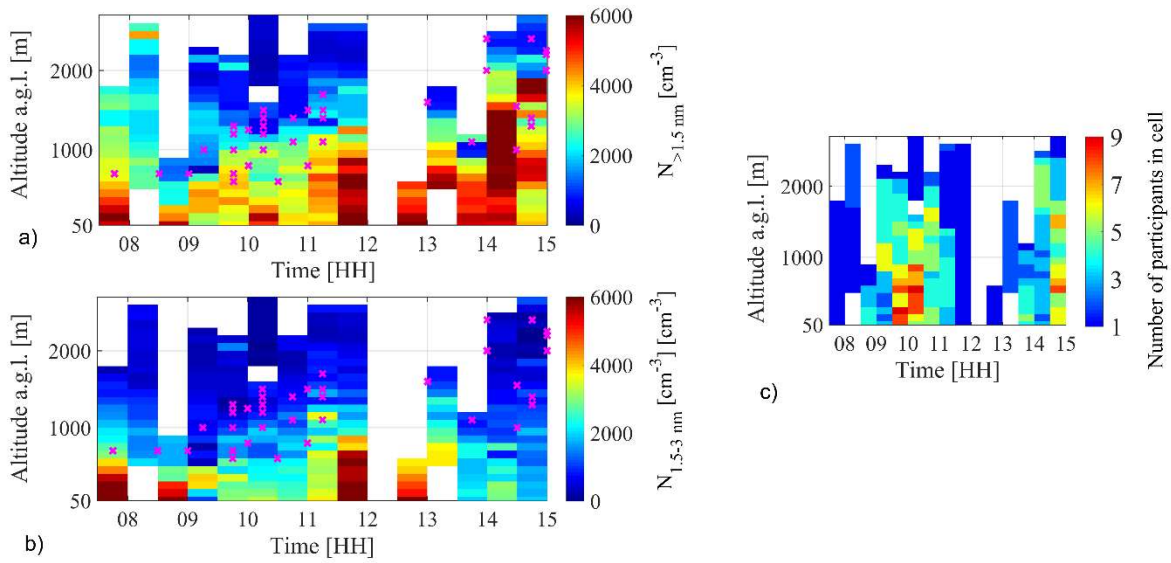 6000
4000
2000
0
N>1.5 nm [cm-3]
Altitude a.g.l. [m]
2000
1000
50
08 09 10 11 12 13 14 15
Time [HH]
a)
6000
4000
2000
0
N1.5-3 nm [cm-3] [cm-3]
Altitude a.g.l. [m]
2000
1000
50
08 09 10 11 12 13 14 15
Time [HH]
b)
Altitude a.g.l. [m]
2000
1000
50
08 09 10 11 12 13 14 15
Time [HH]
9
7
5
3
1
Number of participants in cell
c)